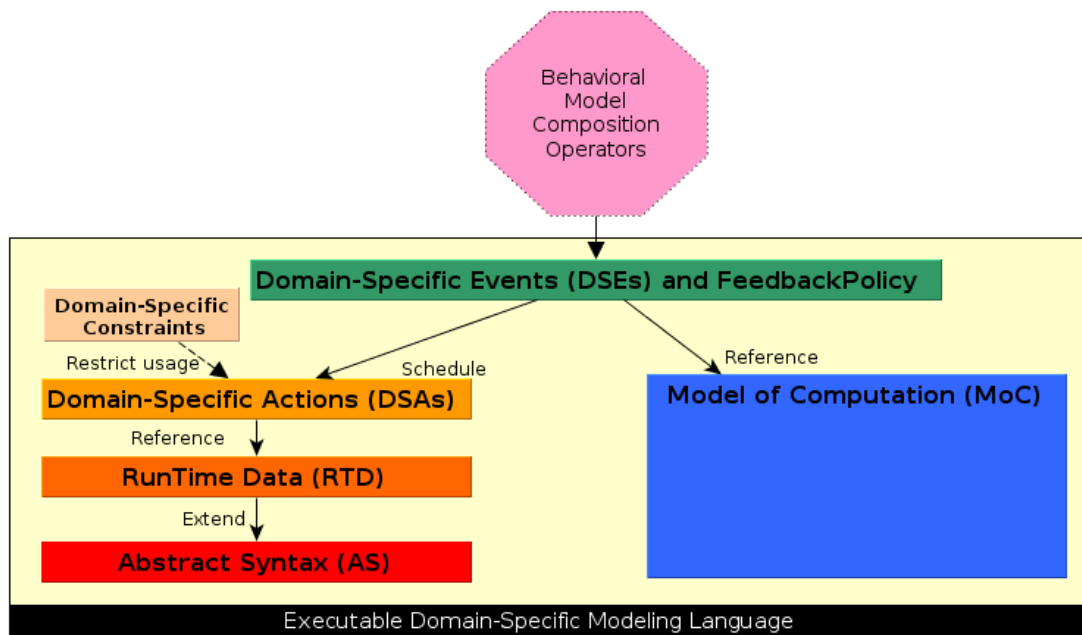 Behavioral
Model
Composition
Operators
Domain-Specific Events (DSEs) and FeedbackPolicy
Domain-Specific
Constraints
Restrict usage
Schedule
Reference
Domain-Specific Actions (DSAs)
Model of Computation (MoC)
Reference
RunTime Data (RTD)
Extend
Abstract Syntax (AS)
Executable Domain-Specific Modeling Language